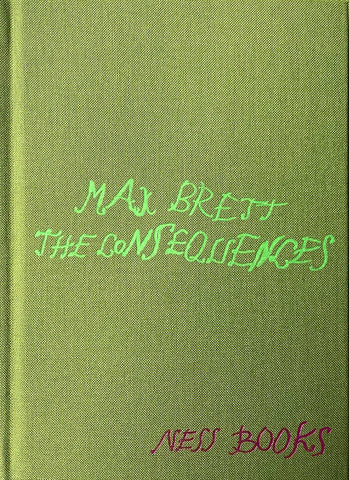 MAX BRETT
THE CONSEQUENCES
NESS BOOKS